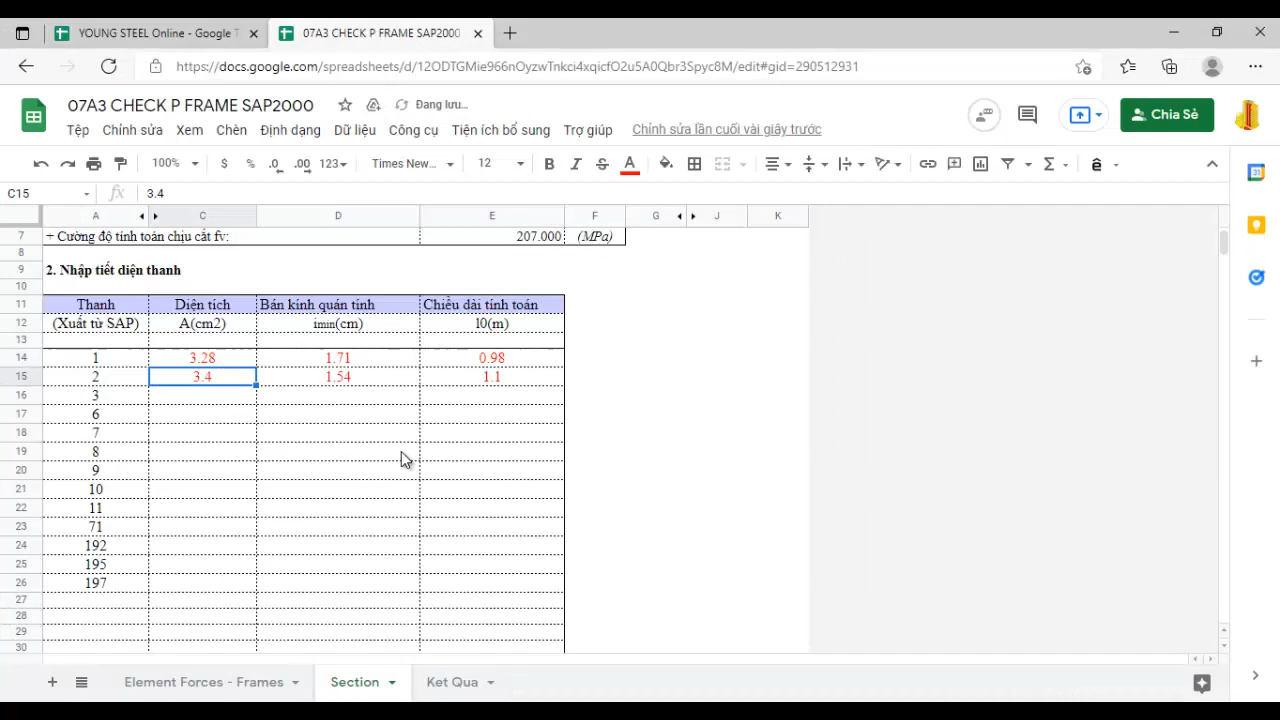 YOUNG STEEL Online - Google T
07A3 CHECK P FRAME SAP2000
https://docs.google.com/spreadsheets/d/12ODTGMie966nOyzwTnkci4xqicfO2u5A0Qbr3Spyc8M/edit#gid=290512931
07A3 CHECK P FRAME SAP2000 Đang lưu...
Tệp Chỉnh sửa Xem Chèn Định dạng Dữ liệu Công cụ Tiện ích bổ sung Trợ giúp Chỉnh sửa lần cuối vài giây trước
Chia Sẻ
100% $ % .0 .00 123 Times New... 12 B I S A
C15 fx 3.4
A C D E F G J K
7 + Cường độ tính toán chịu cắt fv: 207.000 (MPa)
8
9 2. Nhập tiết diện thanh
10
11 Thanh Diện tích Bán kính quán tính Chiều dài tính toán
12 (Xuất từ SAP) A(cm2) imin(cm) l0(m)
13
14 1 3.28 1.71 0.98
15 2 3.4 1.54 1.1
16 3
17 6
18 7
19 8
20 9
21 10
22 11
23 71
24 192
25 195
26 197
27
28
29
30
Element Forces - Frames Section Ket Qua